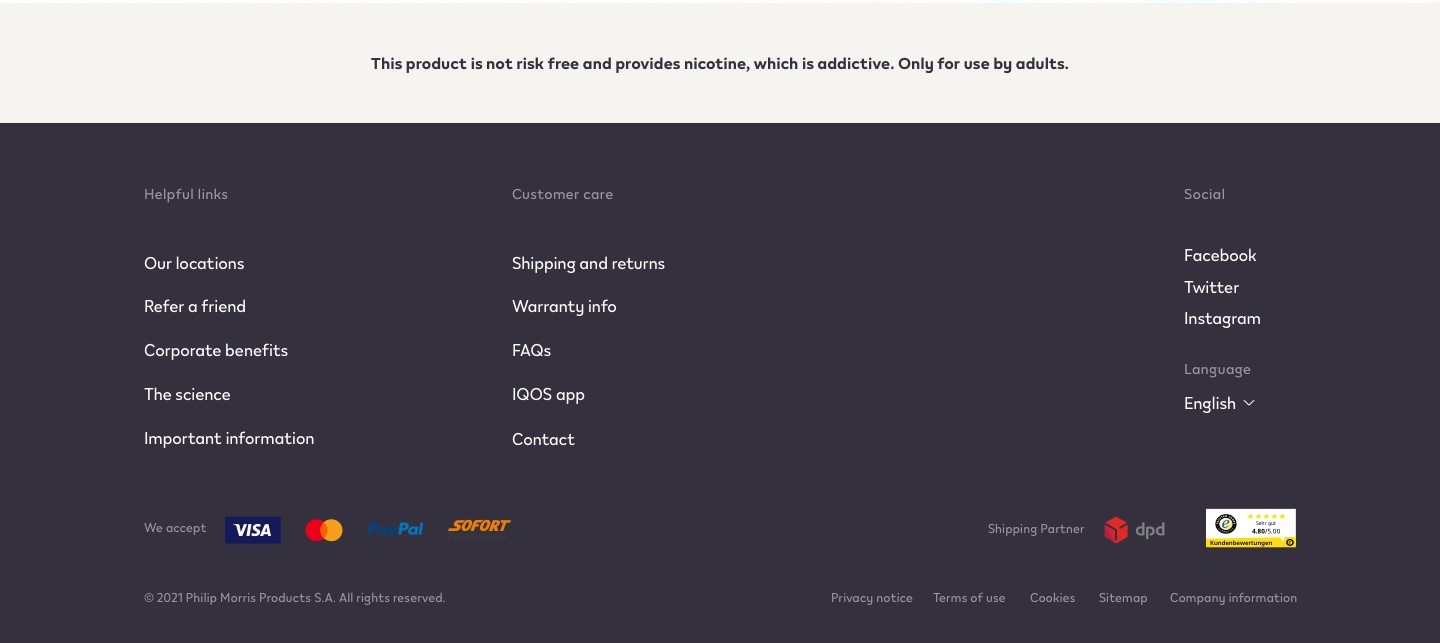 This product is not risk free and provides nicotine, which is addictive. Only for use by adults.
Helpful links
Our locations
Refer a friend
Corporate benefits
The science
Important information
Customer care
Shipping and returns
Warranty info
FAQs
IQOS app
Contact
Social
Facebook
Twitter
Instagram
Language
English
We accept
VISA
PayPal
SOFORT
Shipping Partner
dpd
Sehr gut
4.80/5.00
Kundenbewertungen
© 2021 Philip Morris Products S.A. All rights reserved.
Privacy notice
Terms of use
Cookies
Sitemap
Company information